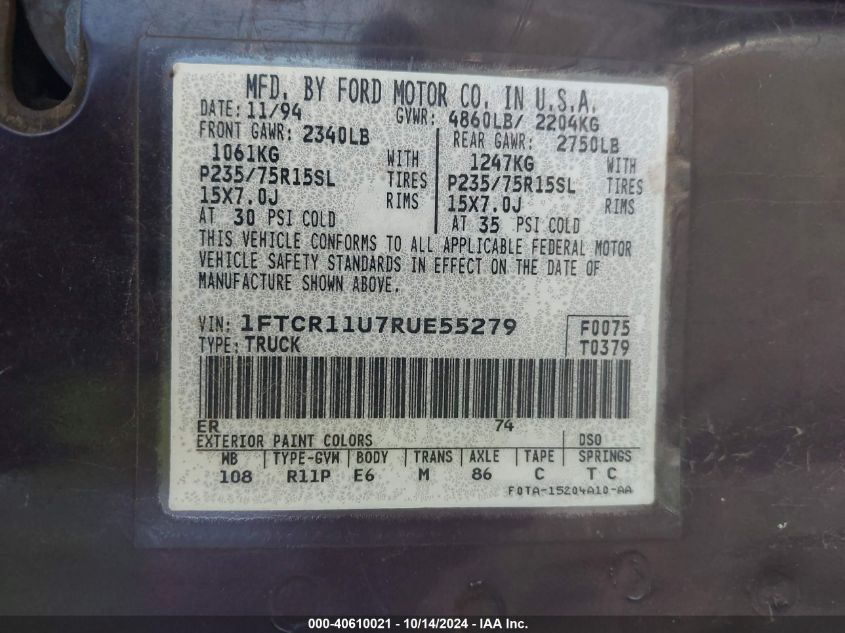 MFD. BY FORD MOTOR CO. IN U.S.A.
DATE: 11/94 GVWR: 4860LB/ 2204KG
FRONT GAWR: 2340LB REAR GAWR: 2750LB
1061KG WITH 1247KG WITH
P235/75R15SL TIRES P235/75R15SL TIRES
15X7.0J RIMS 15X7.0J RIMS
AT 30 PSI COLD AT 35 PSI COLD
THIS VEHICLE CONFORMS TO ALL APPLICABLE FEDERAL MOTOR
VEHICLE SAFETY STANDARDS IN EFFECT ON THE DATE OF
MANUFACTURE SHOWN ABOVE.
VIN: 1FTCR11U7RUE55279 F0075
TYPE: TRUCK T0379
ER 74
EXTERIOR PAINT COLORS DSO
WB TYPE-GVW BODY TRANS AXLE TAPE SPRINGS
108 R11P E6 M 86 C T C
F0TA-15204A10-AA
000-40610021 - 10/14/2024 - IAA Inc.